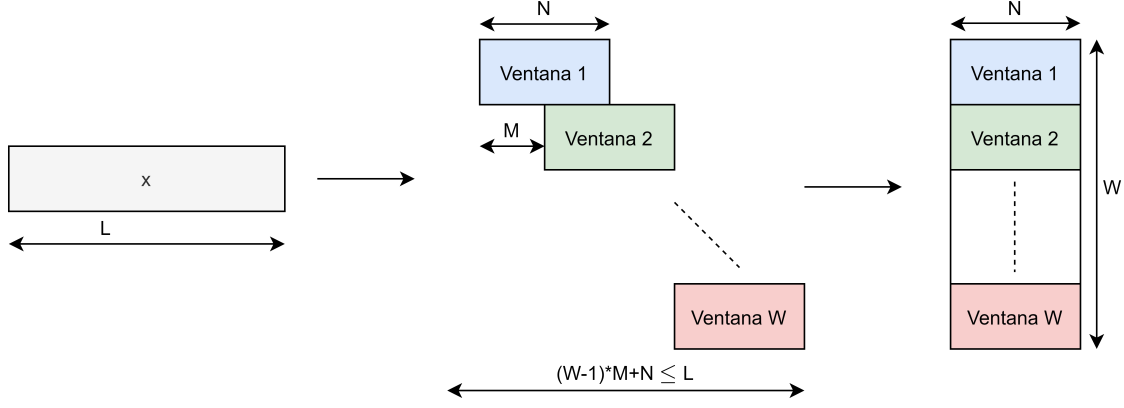 x
L
N
Ventana 1
M
Ventana 2
Ventana W
(W-1)*M+N ≤ L
N
Ventana 1
Ventana 2
Ventana W
W